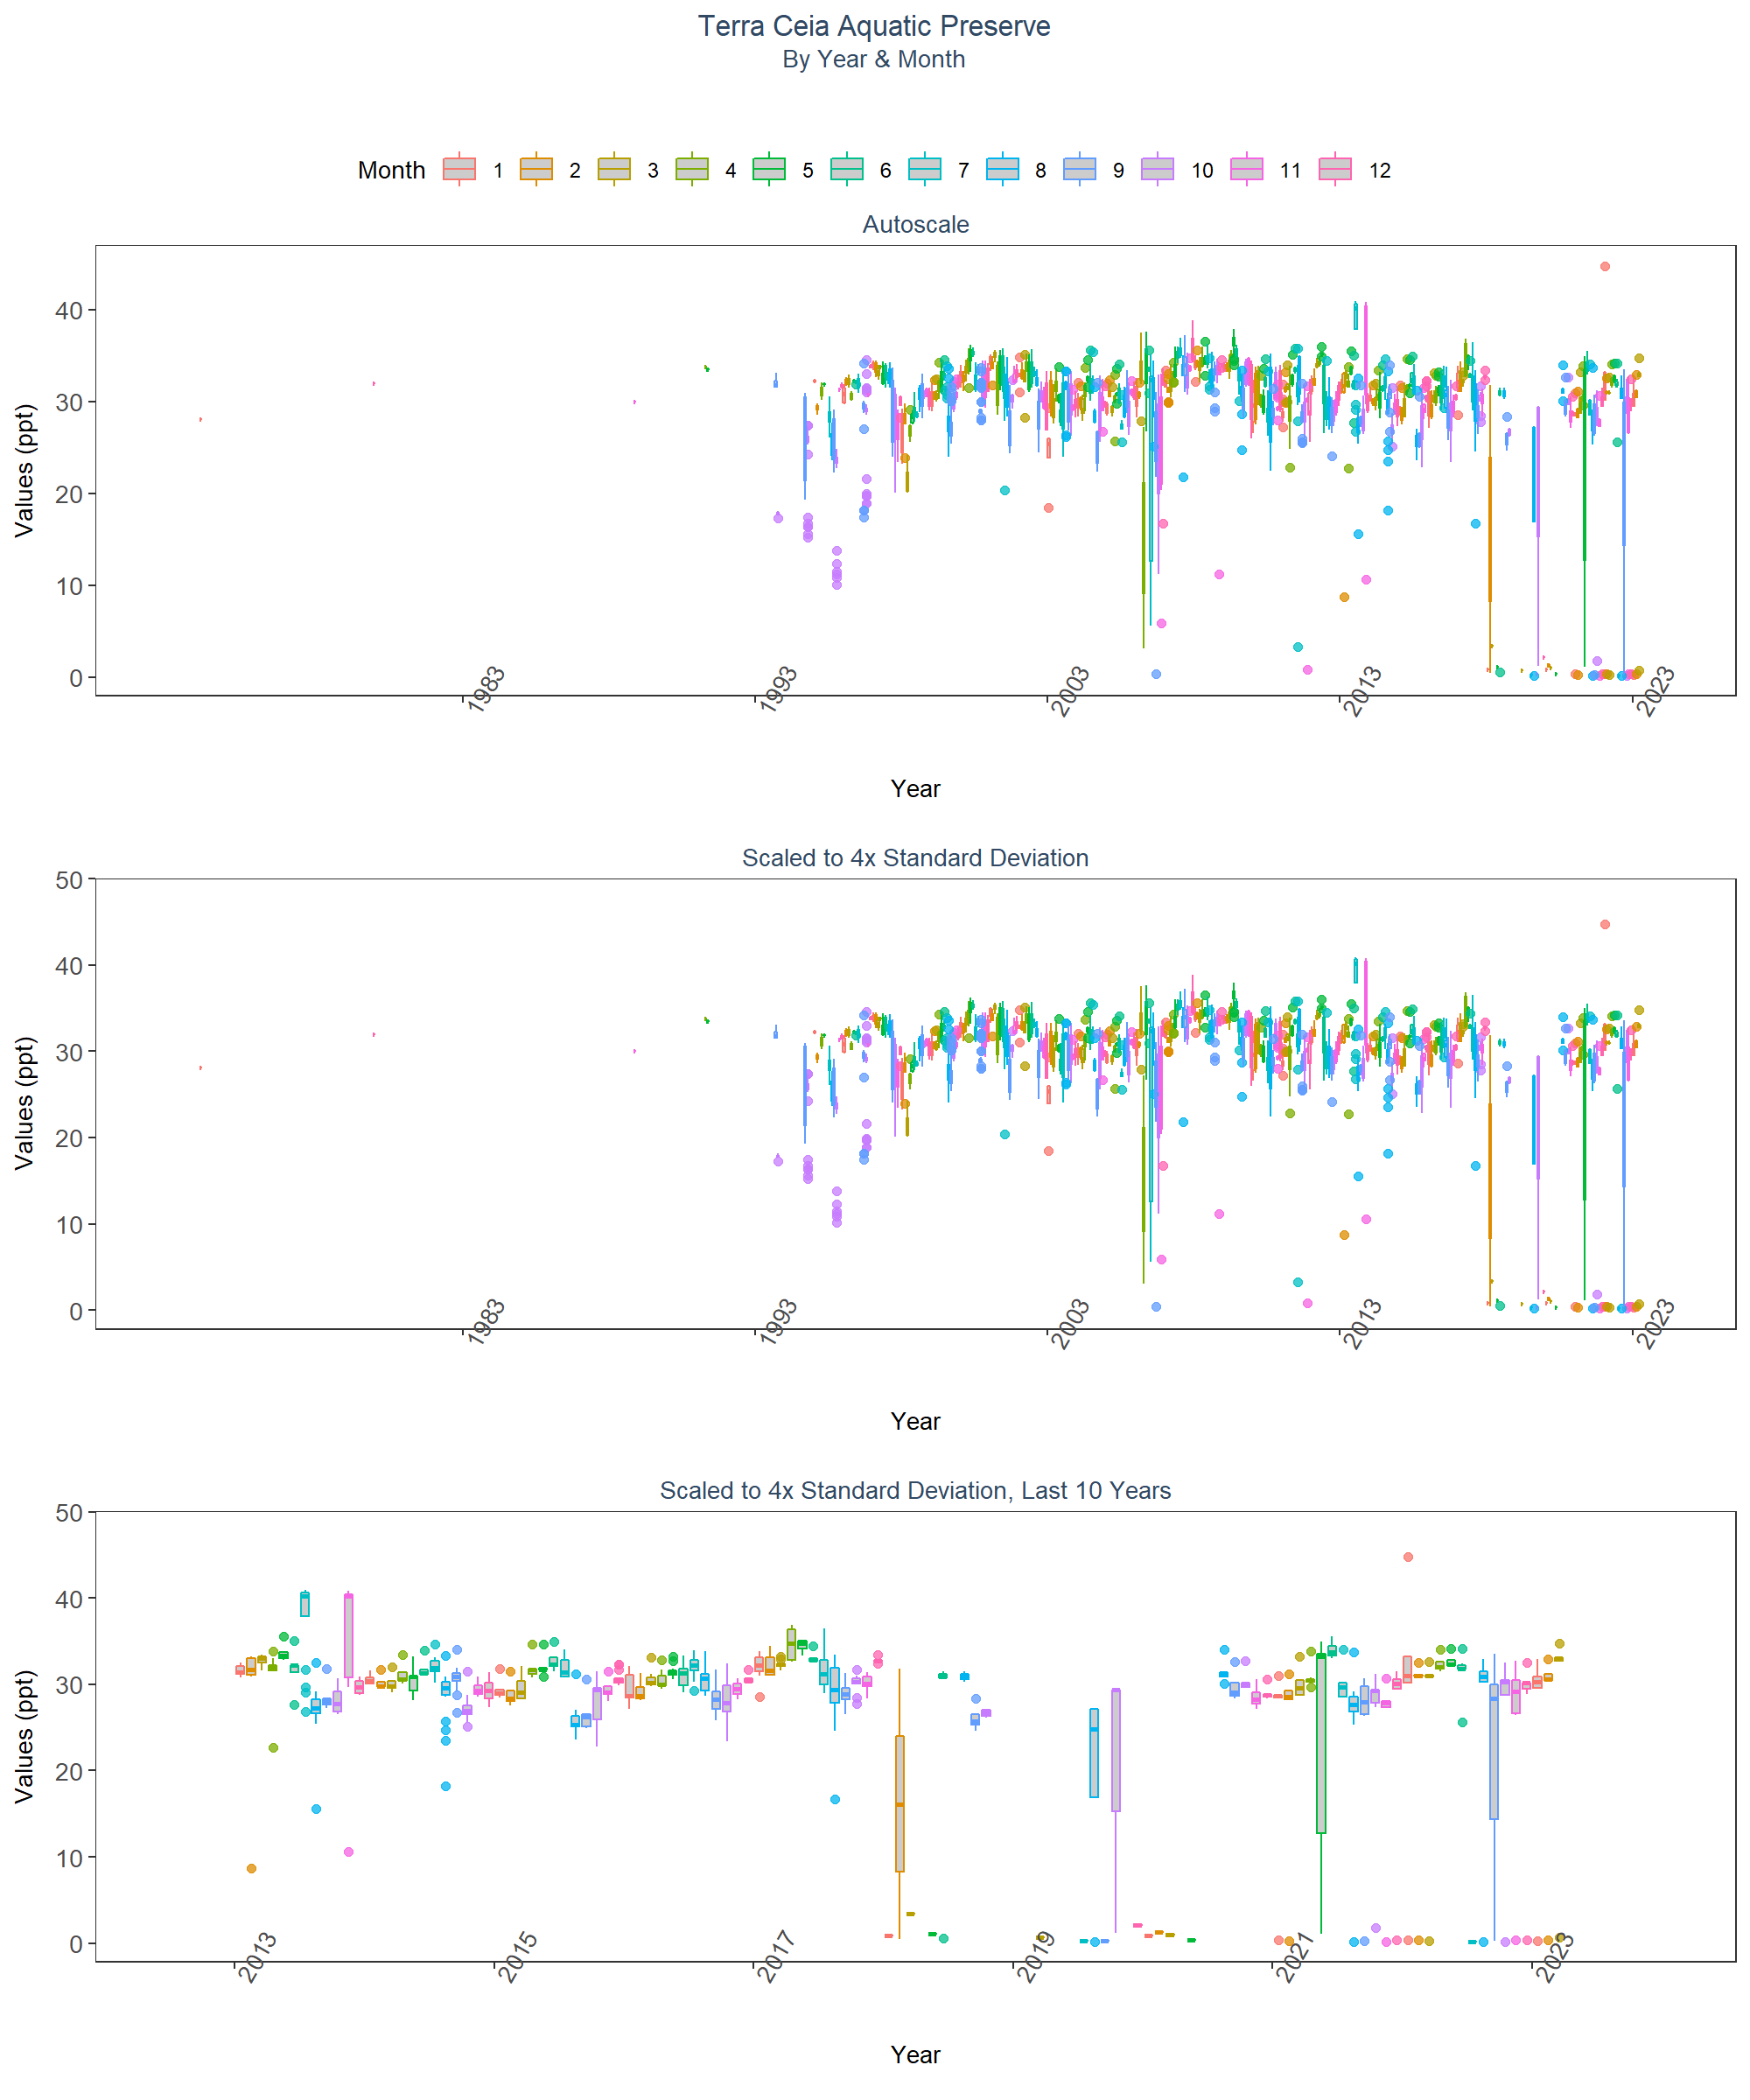 Terra Ceia Aquatic Preserve
By Year & Month
Month 1 2 3 4 5 6 7 8 9 10 11 12
Autoscale
Values (ppt)
40
30
20
10
0
1983 1993 2003 2013 2023
Year
Scaled to 4x Standard Deviation
Values (ppt)
50
40
30
20
10
0
1983 1993 2003 2013 2023
Year
Scaled to 4x Standard Deviation, Last 10 Years
Values (ppt)
50
40
30
20
10
0
2013 2015 2017 2019 2021 2023
Year